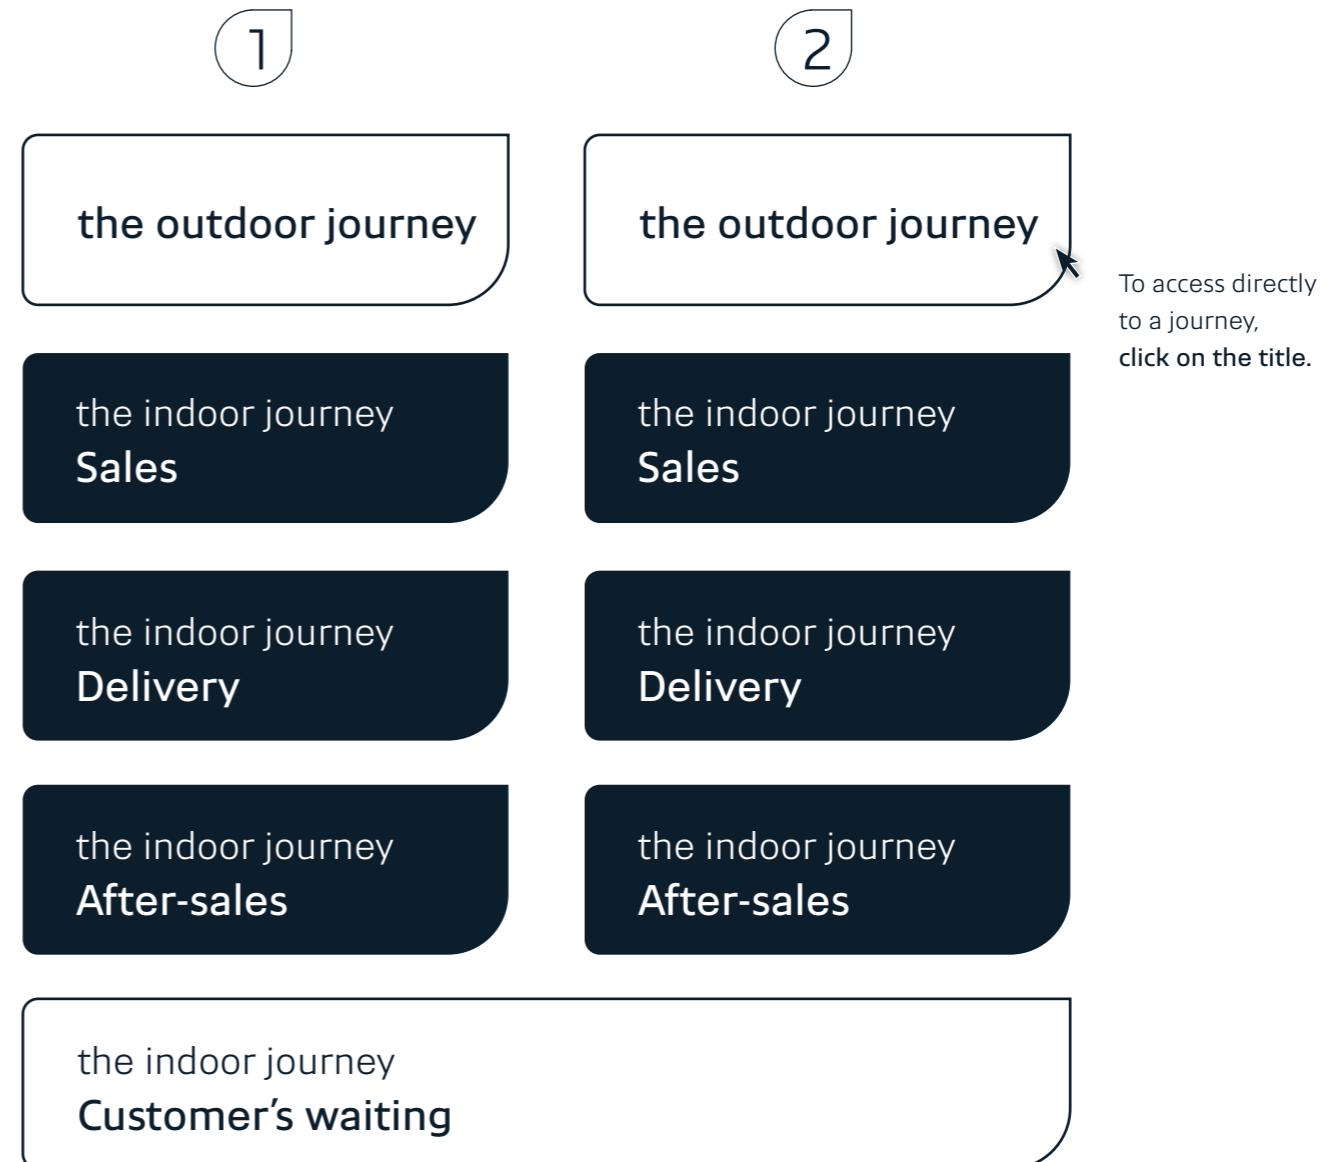 1
2
the outdoor journey
the outdoor journey
To access directly
to a journey,
click on the title.
the indoor journey
Sales
the indoor journey
Sales
the indoor journey
Delivery
the indoor journey
Delivery
the indoor journey
After-sales
the indoor journey
After-sales
the indoor journey
Customer’s waiting